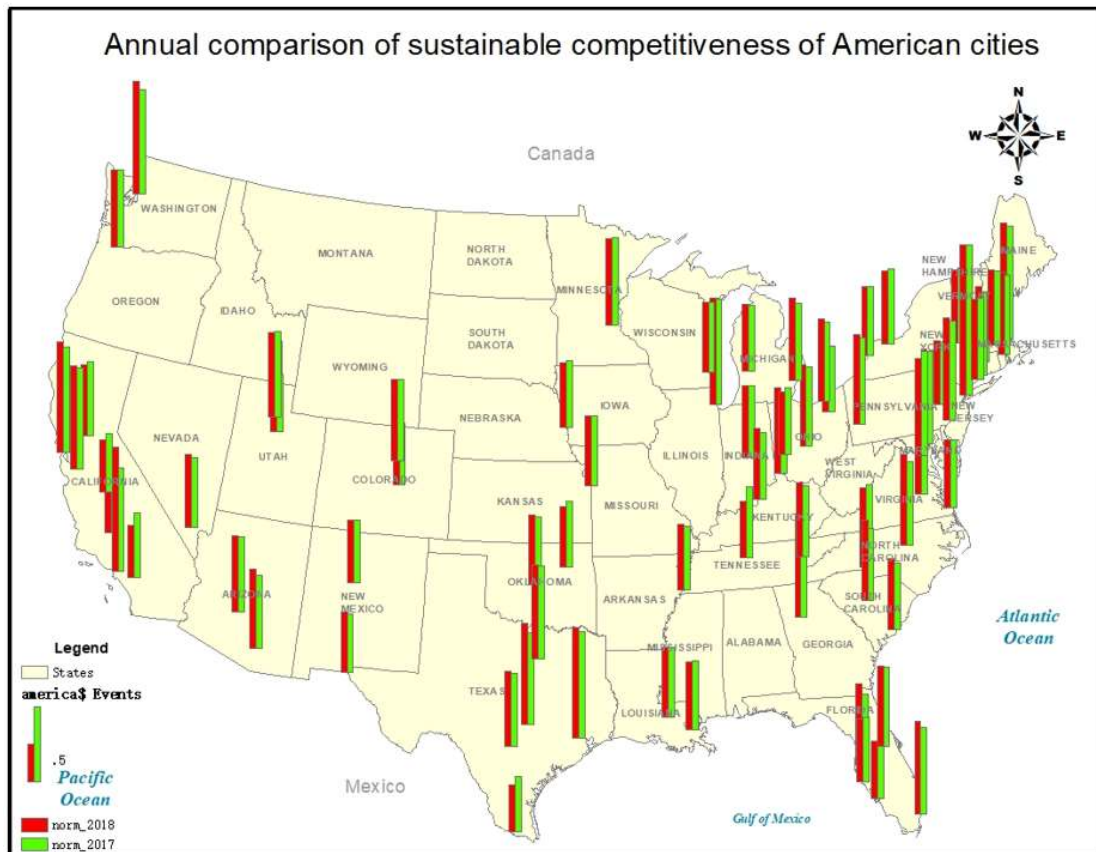 Annual comparison of sustainable competitiveness of American cities
N
W E
S
Canada
WASHINGTON
MONTANA
NORTH
DAKOTA
MINNESOTA
MAINE
NEW
HAMPSHIRE
VERMONT
OREGON
IDAHO
SOUTH
DAKOTA
WISCONSIN
MICHIGAN
NEW
YORK
MASSACHUSETTS
WYOMING
NEBRASKA
IOWA
PENNSYLVANIA
NEW
JERSEY
NEVADA
UTAH
COLORADO
ILLINOIS
INDIANA
OHIO
MARYLAND
CALIFORNIA
KANSAS
MISSOURI
WEST
VIRGINIA
VIRGINIA
KENTUCKY
ARIZONA
NEW
MEXICO
OKLAHOMA
ARKANSAS
TENNESSEE
NORTH
CAROLINA
SOUTH
CAROLINA
TEXAS
LOUISIANA
MISSISSIPPI
ALABAMA
GEORGIA
FLORIDA
Atlantic
Ocean
Legend
States
america$ Events
.5
Pacific
Ocean
Mexico
Gulf of Mexico
norm_2018
norm_2017